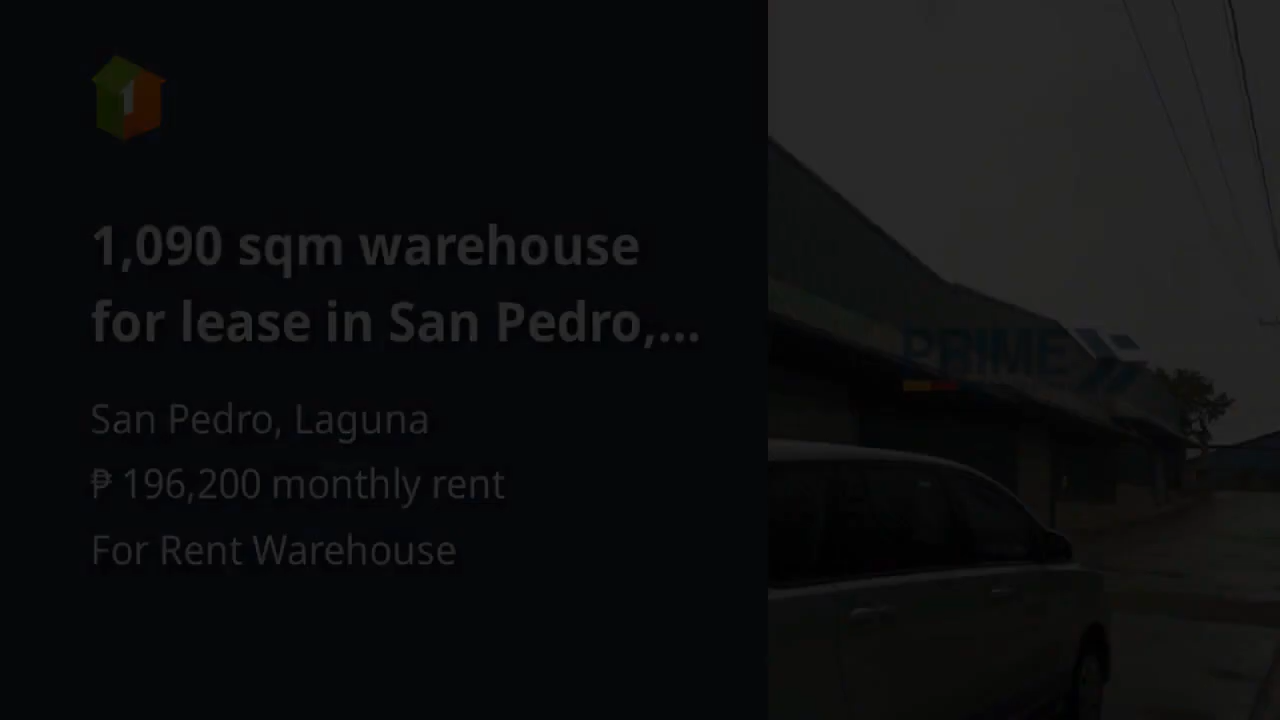 1,090 sqm warehouse
for lease in San Pedro,...
San Pedro, Laguna
₱ 196,200 monthly rent
For Rent Warehouse
PRIME